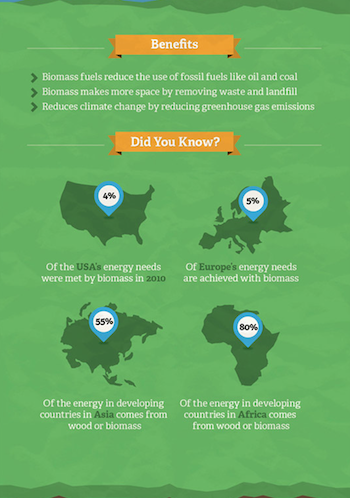 Benefits
Biomass fuels reduce the use of fossil fuels like oil and coal
Biomass makes more space by removing waste and landfill
Reduces climate change by reducing greenhouse gas emissions
Did You Know?
4%
5%
Of the USA's energy needs
were met by biomass in 2010
Of Europe's energy needs
are achieved with biomass
55%
80%
Of the energy in developing
countries in Asia comes from
wood or biomass
Of the energy in developing
countries in Africa comes
from wood or biomass